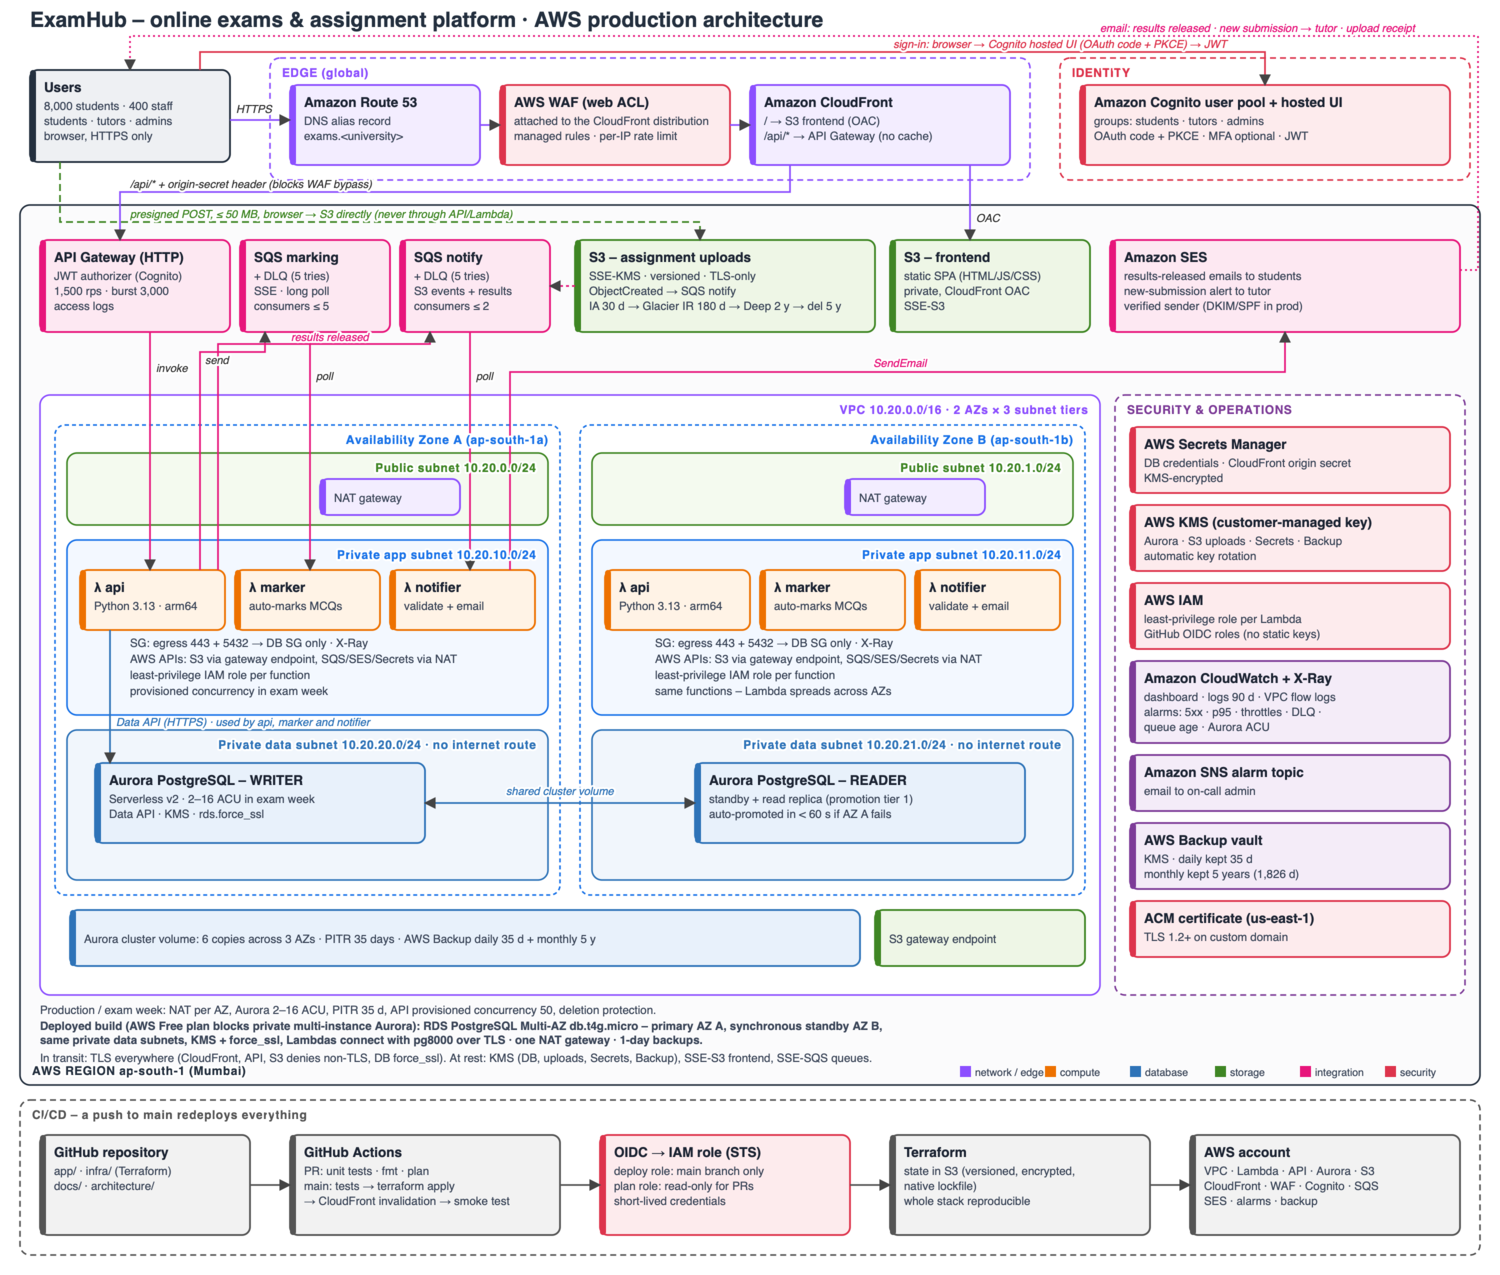 ExamHub – online exams & assignment platform · AWS production architecture
email: results released · new submission → tutor · upload receipt
sign-in: browser → Cognito hosted UI (OAuth code + PKCE) → JWT
Users
8,000 students · 400 staff
students · tutors · admins
browser, HTTPS only
HTTPS
EDGE (global)
Amazon Route 53
DNS alias record
exams.<university>
AWS WAF (web ACL)
attached to the CloudFront distribution
managed rules · per-IP rate limit
Amazon CloudFront
/ → S3 frontend (OAC)
/api/* → API Gateway (no cache)
IDENTITY
Amazon Cognito user pool + hosted UI
groups: students · tutors · admins
OAuth code + PKCE · MFA optional · JWT
/api/* + origin-secret header (blocks WAF bypass)
presigned POST, ≤ 50 MB, browser → S3 directly (never through API/Lambda)
OAC
API Gateway (HTTP)
JWT authorizer (Cognito)
1,500 rps · burst 3,000
access logs
SQS marking
+ DLQ (5 tries)
SSE · long poll
consumers ≤ 5
SQS notify
+ DLQ (5 tries)
S3 events + results
consumers ≤ 2
S3 – assignment uploads
SSE-KMS · versioned · TLS-only
ObjectCreated → SQS notify
IA 30 d → Glacier IR 180 d → Deep 2 y → del 5 y
S3 – frontend
static SPA (HTML/JS/CSS)
private, CloudFront OAC
SSE-S3
Amazon SES
results-released emails to students
new-submission alert to tutor
verified sender (DKIM/SPF in prod)
results released
invoke
send
poll
poll
SendEmail
VPC 10.20.0.0/16 · 2 AZs × 3 subnet tiers
Availability Zone A (ap-south-1a)
Public subnet 10.20.0.0/24
NAT gateway
Private app subnet 10.20.10.0/24
λ api
Python 3.13 · arm64
λ marker
auto-marks MCQs
λ notifier
validate + email
SG: egress 443 + 5432 → DB SG only · X-Ray
AWS APIs: S3 via gateway endpoint, SQS/SES/Secrets via NAT
least-privilege IAM role per function
provisioned concurrency in exam week
Data API (HTTPS) · used by api, marker and notifier
Private data subnet 10.20.20.0/24 · no internet route
Aurora PostgreSQL – WRITER
Serverless v2 · 2–16 ACU in exam week
Data API · KMS · rds.force_ssl
shared cluster volume
Availability Zone B (ap-south-1b)
Public subnet 10.20.1.0/24
NAT gateway
Private app subnet 10.20.11.0/24
λ api
Python 3.13 · arm64
λ marker
auto-marks MCQs
λ notifier
validate + email
SG: egress 443 + 5432 → DB SG only · X-Ray
AWS APIs: S3 via gateway endpoint, SQS/SES/Secrets via NAT
least-privilege IAM role per function
same functions – Lambda spreads across AZs
Private data subnet 10.20.21.0/24 · no internet route
Aurora PostgreSQL – READER
standby + read replica (promotion tier 1)
auto-promoted in < 60 s if AZ A fails
Aurora cluster volume: 6 copies across 3 AZs · PITR 35 days · AWS Backup daily 35 d + monthly 5 y
S3 gateway endpoint
SECURITY & OPERATIONS
AWS Secrets Manager
DB credentials · CloudFront origin secret
KMS-encrypted
AWS KMS (customer-managed key)
Aurora · S3 uploads · Secrets · Backup
automatic key rotation
AWS IAM
least-privilege role per Lambda
GitHub OIDC roles (no static keys)
Amazon CloudWatch + X-Ray
dashboard · logs 90 d · VPC flow logs
alarms: 5xx · p95 · throttles · DLQ ·
queue age · Aurora ACU
Amazon SNS alarm topic
email to on-call admin
AWS Backup vault
KMS · daily kept 35 d
monthly kept 5 years (1,826 d)
ACM certificate (us-east-1)
TLS 1.2+ on custom domain
Production / exam week: NAT per AZ, Aurora 2–16 ACU, PITR 35 d, API provisioned concurrency 50, deletion protection.
Deployed build (AWS Free plan blocks private multi-instance Aurora): RDS PostgreSQL Multi-AZ db.t4g.micro – primary AZ A, synchronous standby AZ B,
same private data subnets, KMS + force_ssl, Lambdas connect with pg8000 over TLS · one NAT gateway · 1-day backups.
In transit: TLS everywhere (CloudFront, API, S3 denies non-TLS, DB force_ssl). At rest: KMS (DB, uploads, Secrets, Backup), SSE-S3 frontend, SSE-SQS queues.
AWS REGION ap-south-1 (Mumbai)
network / edge
compute
database
storage
integration
security
CI/CD – a push to main redeploys everything
GitHub repository
app/ · infra/ (Terraform)
docs/ · architecture/
GitHub Actions
PR: unit tests · fmt · plan
main: tests → terraform apply
→ CloudFront invalidation → smoke test
OIDC → IAM role (STS)
deploy role: main branch only
plan role: read-only for PRs
short-lived credentials
Terraform
state in S3 (versioned, encrypted,
native lockfile)
whole stack reproducible
AWS account
VPC · Lambda · API · Aurora · S3
CloudFront · WAF · Cognito · SQS
SES · alarms · backup